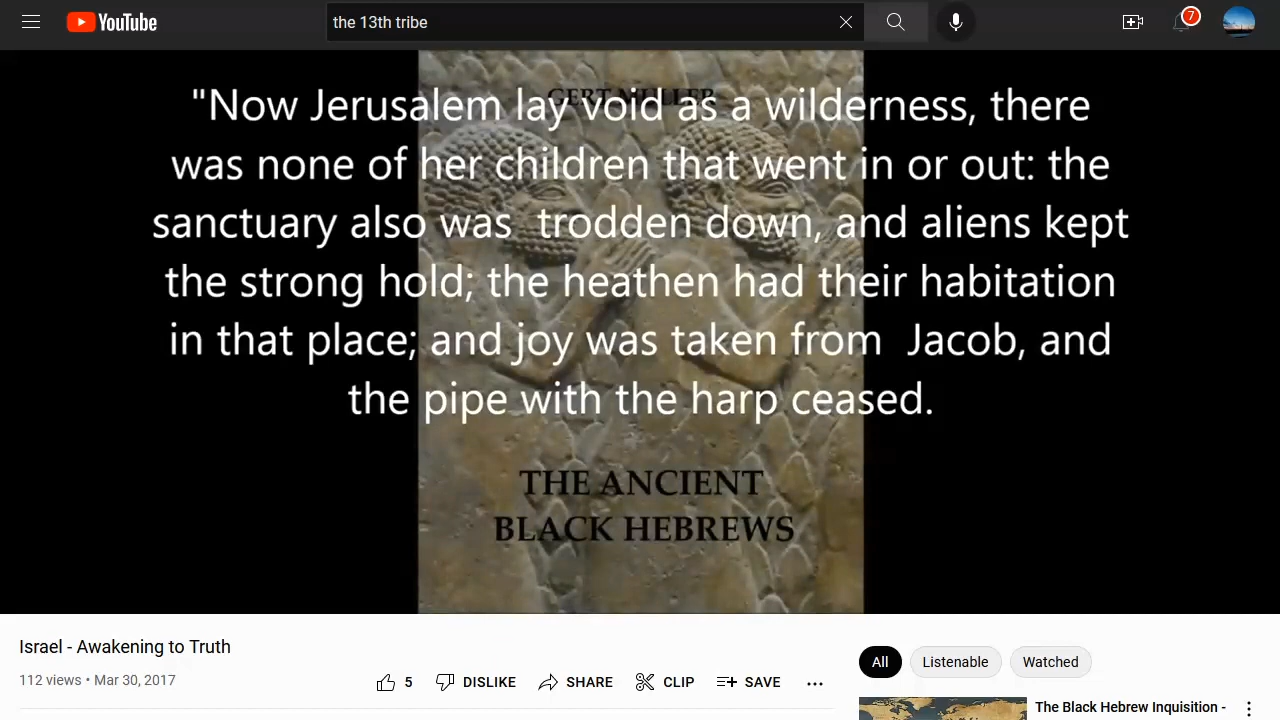 YouTube
the 13th tribe
7
GERT MULLER
"Now Jerusalem lay void as a wilderness, there
was none of her children that went in or out: the
sanctuary also was trodden down, and aliens kept
the strong hold; the heathen had their habitation
in that place; and joy was taken from Jacob, and
the pipe with the harp ceased.
THE ANCIENT
BLACK HEBREWS
Israel - Awakening to Truth
112 views • Mar 30, 2017
5 DISLIKE SHARE CLIP SAVE ...
All Listenable Watched
The Black Hebrew Inquisition -